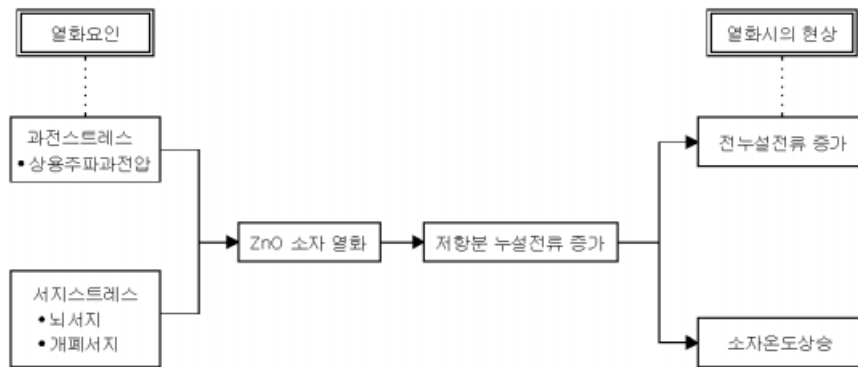 열화요인
열화시의 현상
과전스트레스
• 상용주파과전압
전누설전류 증가
ZnO 소자 열화
저항분 누설전류 증가
서지스트레스
• 뇌서지
• 개폐서지
소자온도상승